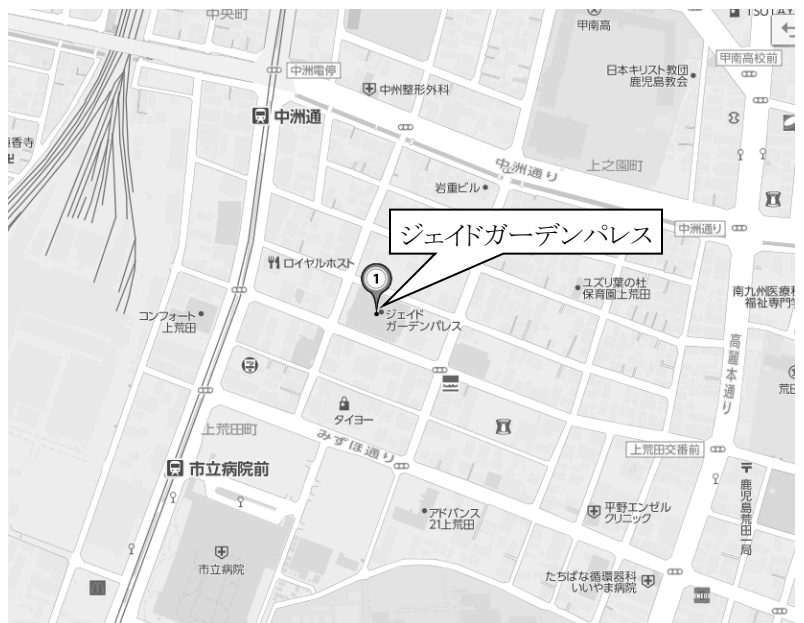 中央町
甲南高
TSUTAYA
甲南高校前
日本キリスト教団
鹿児島教会
中洲電停
中州整形外科
中洲通
中洲通り
上之園町
岩重ビル
中洲通り
ジェイドガーデンパレス
ロイヤルホスト
1
ユズリ葉の杜
保育園上荒田
南九州医療
福祉専門
コンフォート
上荒田
ジェイド
ガーデンパレス
高麗本通り
荒田
FamilyMart
タイヨー
上荒田町
みずほ通り
上荒田交番前
市立病院前
鹿児島荒田一局
アドバンス
21上荒田
平野エンゼル
クリニック
市立病院
たちばな循環器科
いいやま病院
ENEOS